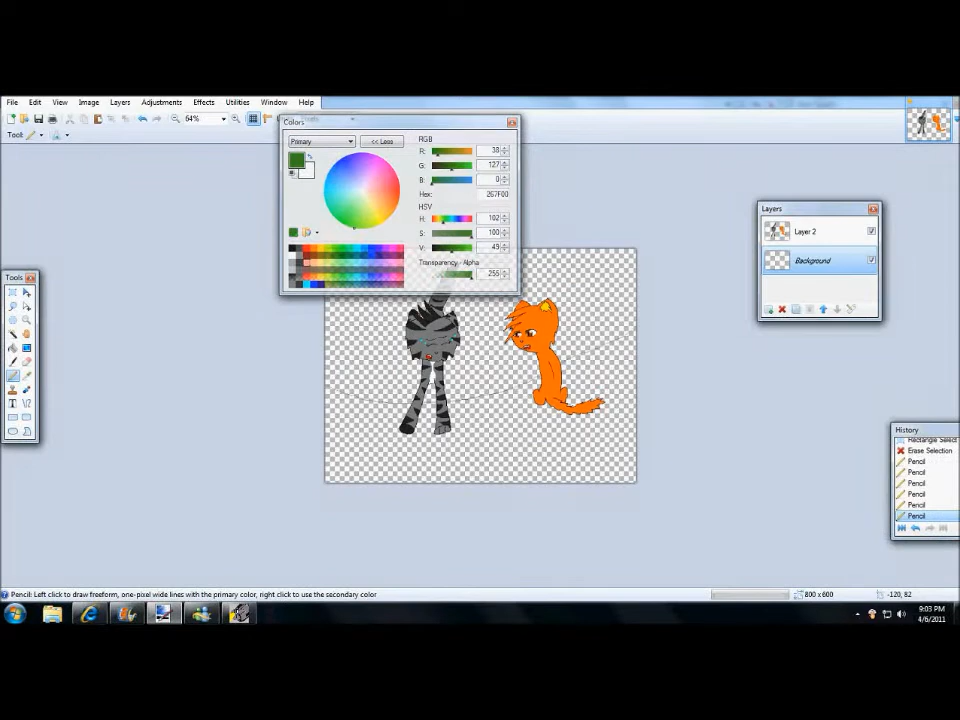 File Edit View Image Layers Adjustments Effects Utilities Window Help
64%
Tool:
Colors
Primary
<< Less
RGB
R: 38
G: 127
B: 0
Hex: 267F00
HSV
H: 102
S: 100
V: 49
Transparency - Alpha
255
Layers
Layer 2
Background
Tools
History
Rectangle Select
Erase Selection
Pencil
Pencil
Pencil
Pencil
Pencil
Pencil
Pencil: Left click to draw freeform, one-pixel wide lines with the primary color, right click to use the secondary color
800 x 600
-120, 82
9:03 PM
4/6/2011